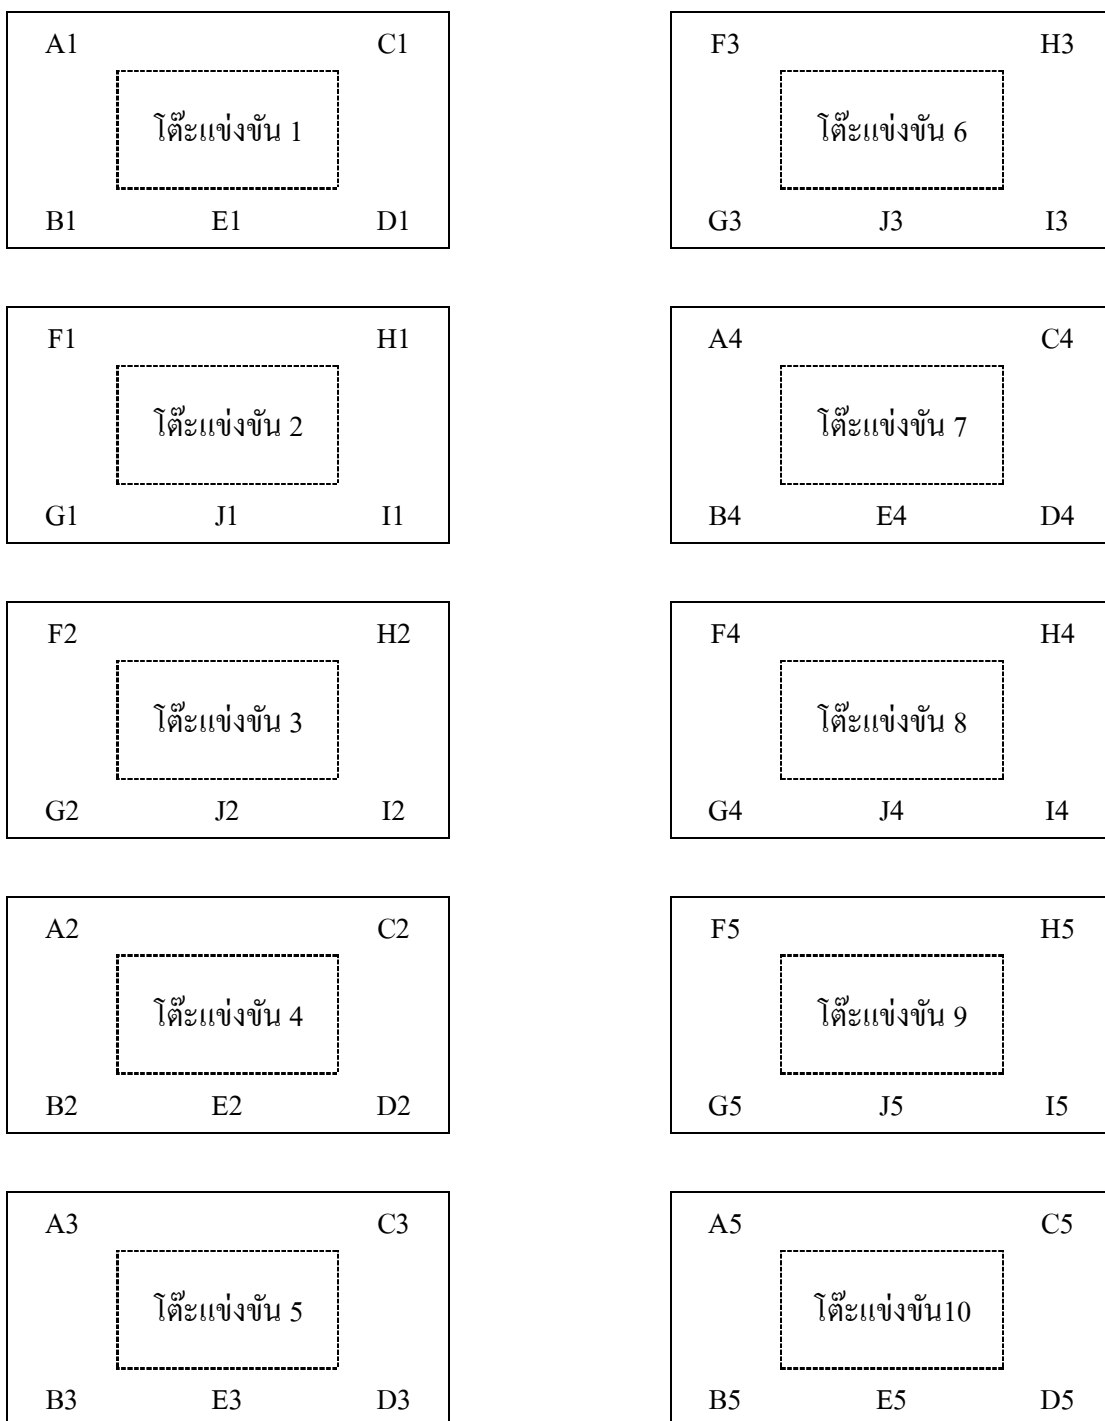 A1 C1
โต๊ะแข่งขัน 1
B1 E1 D1
F1 H1
โต๊ะแข่งขัน 2
G1 J1 I1
F2 H2
โต๊ะแข่งขัน 3
G2 J2 I2
A2 C2
โต๊ะแข่งขัน 4
B2 E2 D2
A3 C3
โต๊ะแข่งขัน 5
B3 E3 D3
F3 H3
โต๊ะแข่งขัน 6
G3 J3 I3
A4 C4
โต๊ะแข่งขัน 7
B4 E4 D4
F4 H4
โต๊ะแข่งขัน 8
G4 J4 I4
F5 H5
โต๊ะแข่งขัน 9
G5 J5 I5
A5 C5
โต๊ะแข่งขัน10
B5 E5 D5